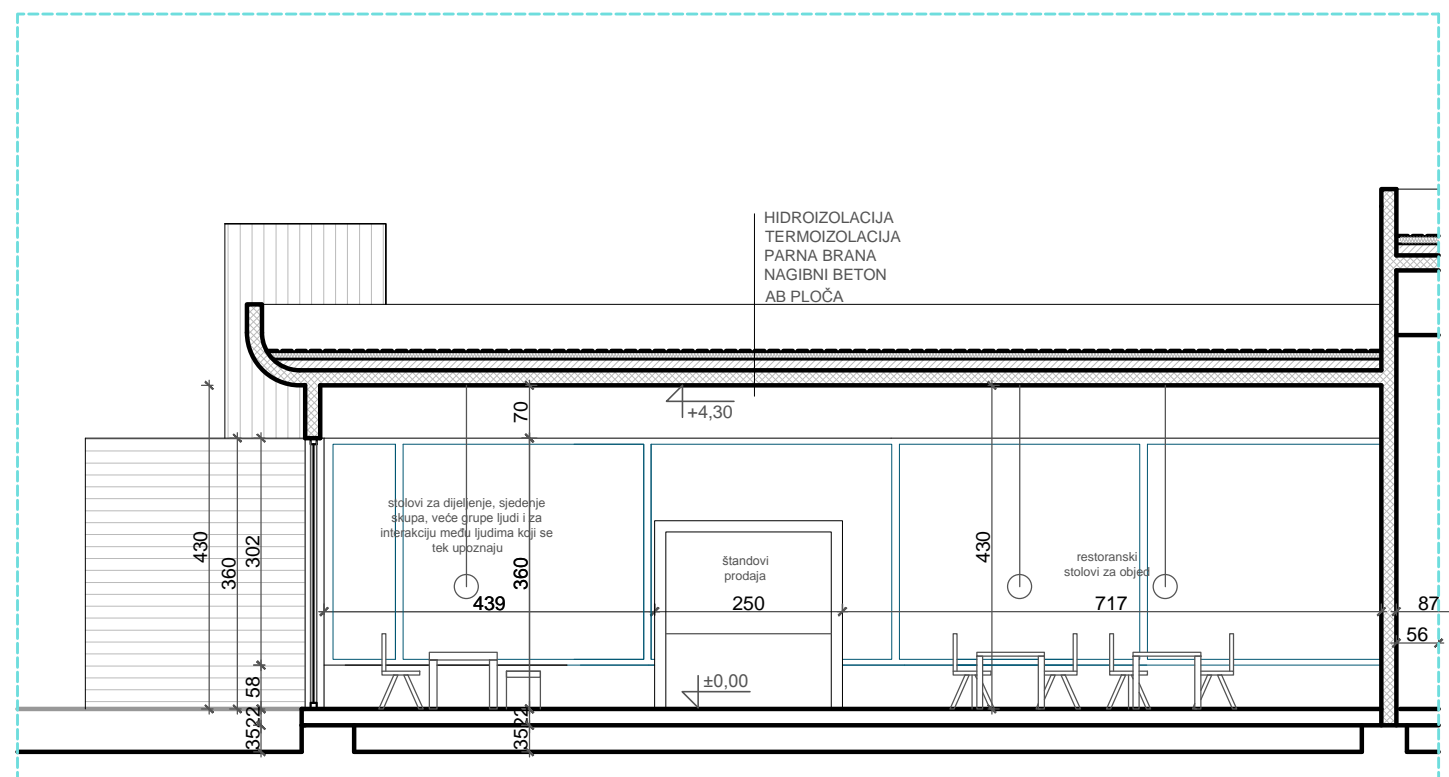 HIDROIZOLACIJA
TERMOIZOLACIJA
PARNA BRANA
NAGIBNI BETON
AB PLOČA
+4,30
70
stolovi za dijeljenje, sjedenje
skupa, veće grupe ljudi i za
interakciju među ljudima koji se
tek upoznaju
430
360
302
360
430
štandovi
prodaja
restoranski
stolovi za objed
439
250
717
87
56
±0,00
58
22
35
22
35